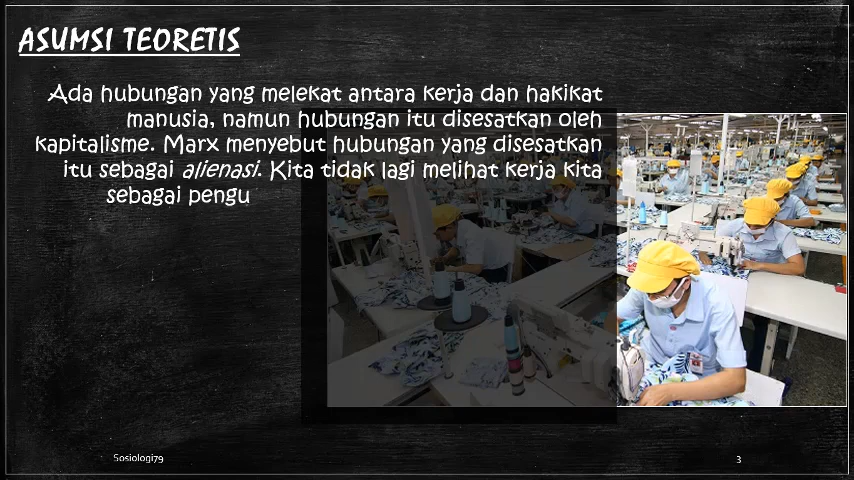 ASUMSI TEORETIS
Ada hubungan yang melekat antara kerja dan hakikat
manusia, namun hubungan itu disesatkan oleh
kapitalisme. Marx menyebut hubungan yang disesatkan
itu sebagai alienasi. Kita tidak lagi melihat kerja kita
sebagai pengu
Sosiologi79
3